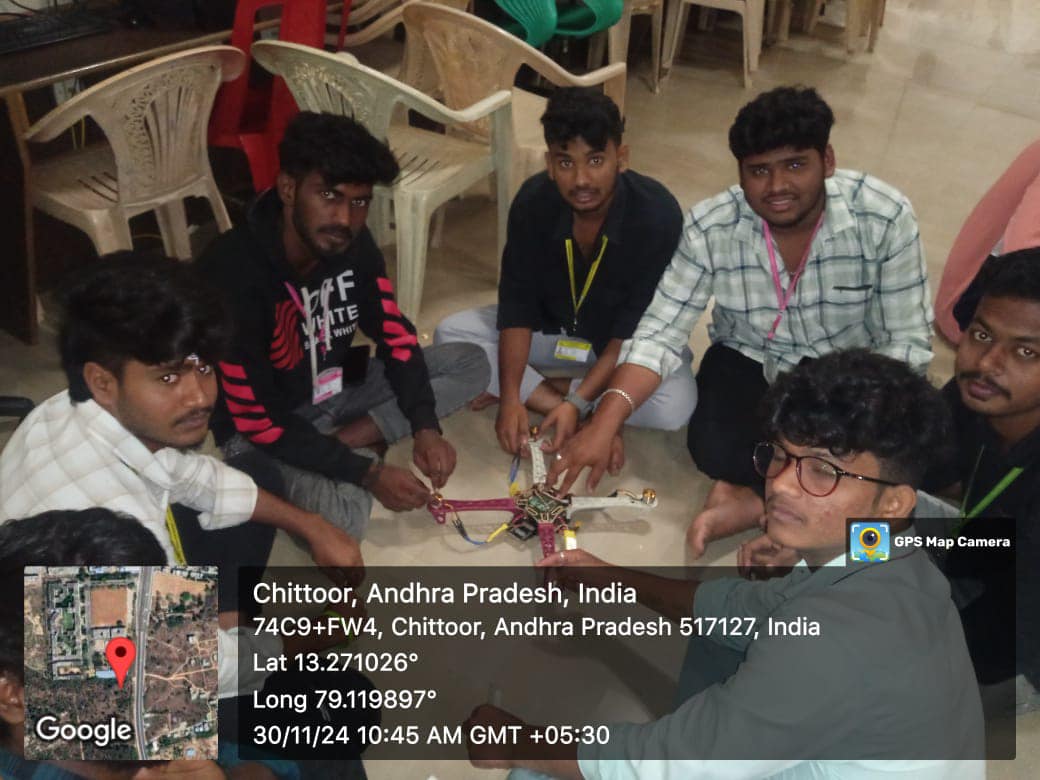 WHITE
GPS Map Camera
Chittoor, Andhra Pradesh, India
74C9+FW4, Chittoor, Andhra Pradesh 517127, India
Lat 13.271026°
Long 79.119897°
30/11/24 10:45 AM GMT +05:30
Google